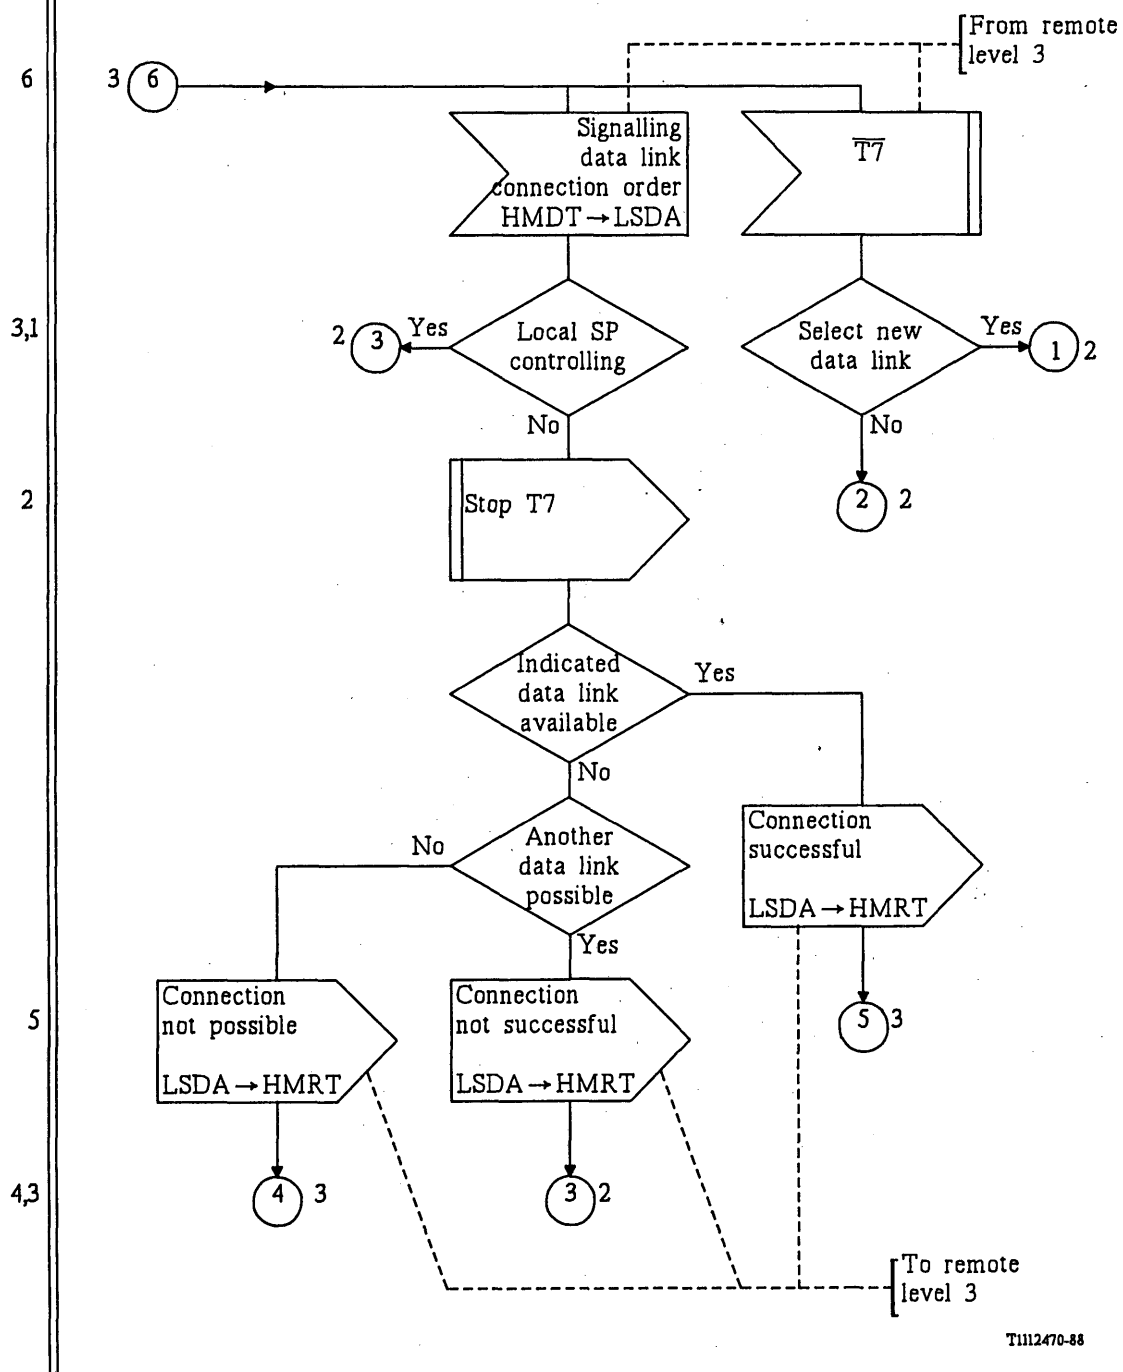 From remote
level 3
6
3
6
Signalling
data link
connection order
HMDT → LSDA
T7
3,1
2
3
Yes
Local SP
controlling
Select new
data link
Yes
1
2
No
No
2
Stop T7
2
2
Indicated
data link
available
Yes
No
Another
data link
possible
No
Yes
Connection
successful
LSDA → HMRT
5
Connection
not possible
LSDA → HMRT
Connection
not successful
LSDA → HMRT
5
3
4,3
4
3
3
2
To remote
level 3
T1112470-88